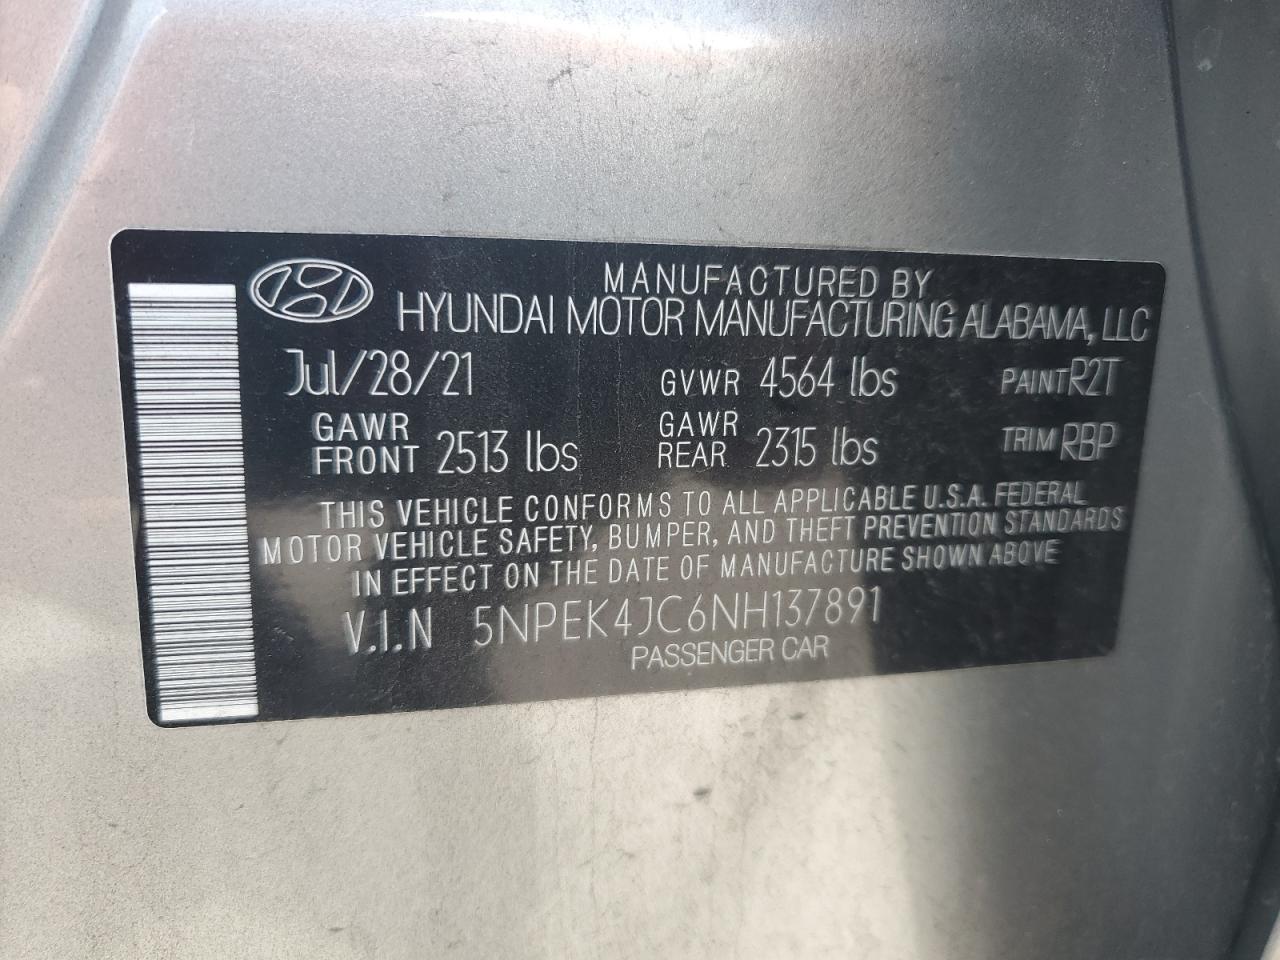 MANUFACTURED BY
HYUNDAI MOTOR MANUFACTURING ALABAMA, LLC
Jul/28/21 GVWR 4564 lbs PAINT R2T
GAWR FRONT 2513 lbs GAWR REAR 2315 lbs TRIM RBP
THIS VEHICLE CONFORMS TO ALL APPLICABLE U.S.A. FEDERAL
MOTOR VEHICLE SAFETY, BUMPER, AND THEFT PREVENTION STANDARDS
IN EFFECT ON THE DATE OF MANUFACTURE SHOWN ABOVE
V.I.N 5NPEK4JC6NH137891
PASSENGER CAR